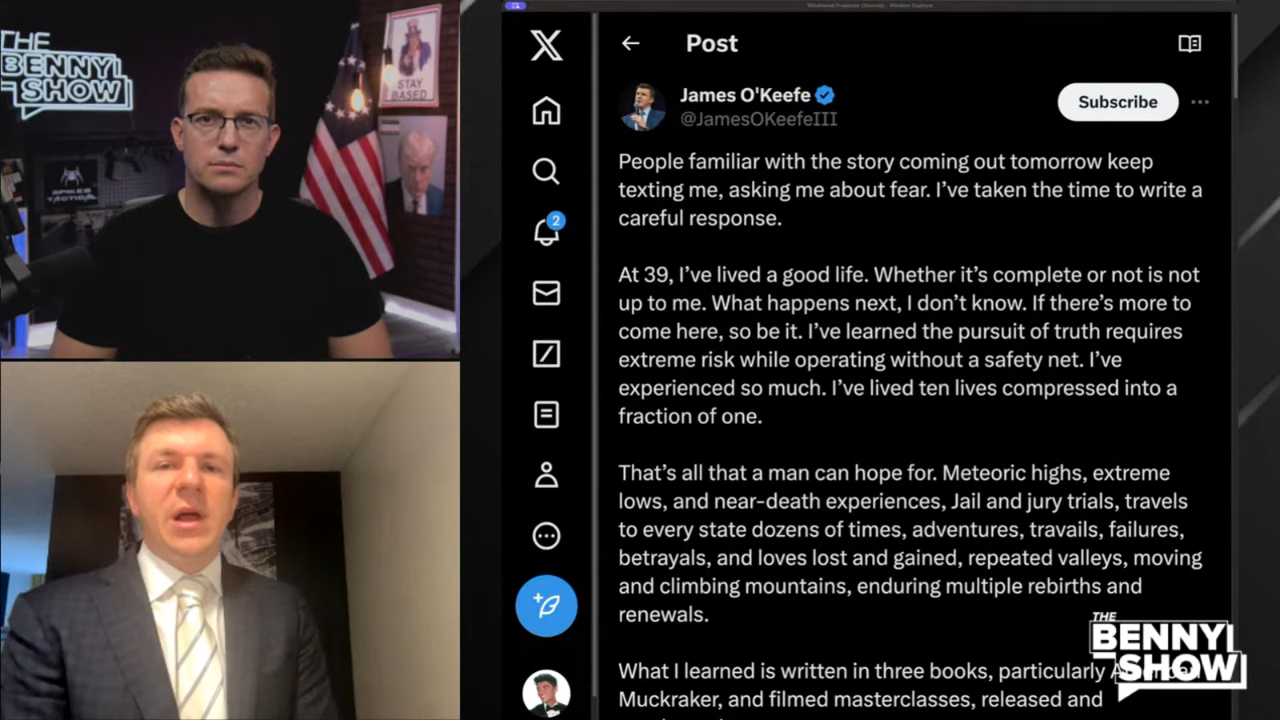 THE
BENNY
SHOW
STAY
BASED
SPIKES
TACTICAL
Post
James O'Keefe
@JamesOKeefeIII
Subscribe
2
People familiar with the story coming out tomorrow keep
texting me, asking me about fear. I've taken the time to write a
careful response.
At 39, I've lived a good life. Whether it's complete or not is not
up to me. What happens next, I don't know. If there's more to
come here, so be it. I've learned the pursuit of truth requires
extreme risk while operating without a safety net. I've
experienced so much. I've lived ten lives compressed into a
fraction of one.
That's all that a man can hope for. Meteoric highs, extreme
lows, and near-death experiences, Jail and jury trials, travels
to every state dozens of times, adventures, travails, failures,
betrayals, and loves lost and gained, repeated valleys, moving
and climbing mountains, enduring multiple rebirths and
renewals.
What I learned is written in three books, particularly
Muckraker, and filmed masterclasses, released and
THE
BENNY
SHOW